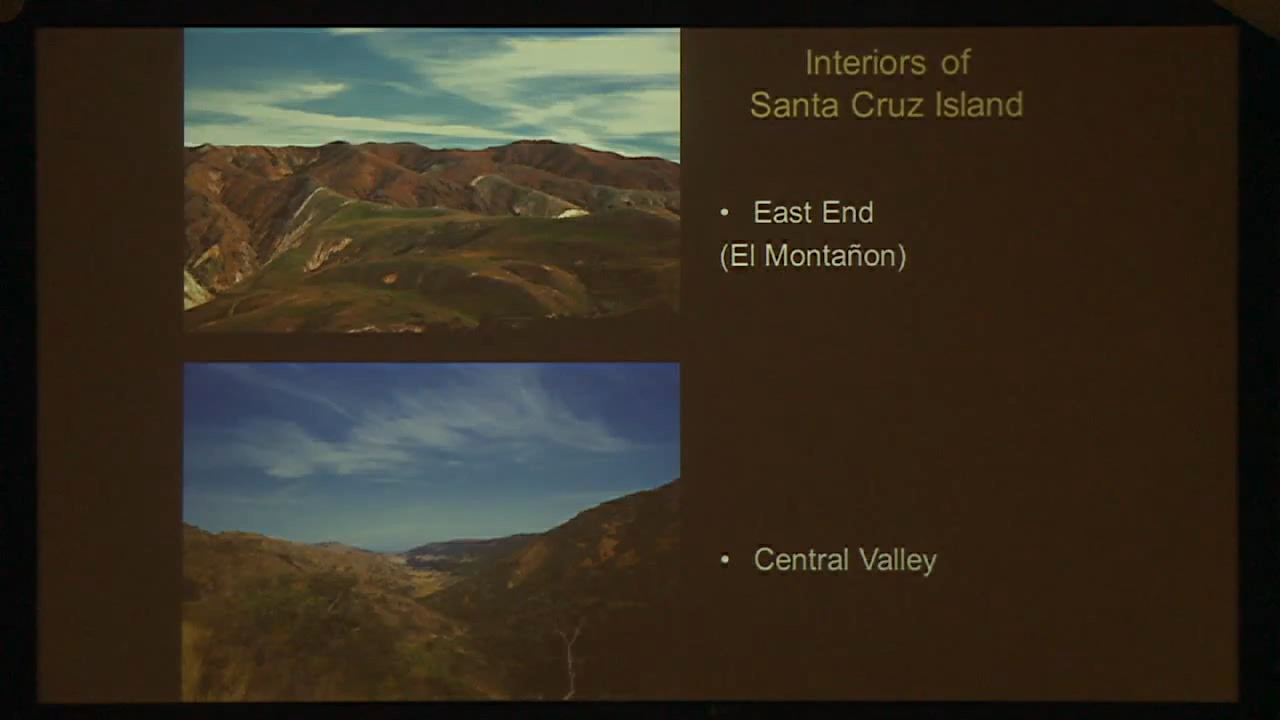 Interiors of
Santa Cruz Island
• East End
(El Montañon)
• Central Valley